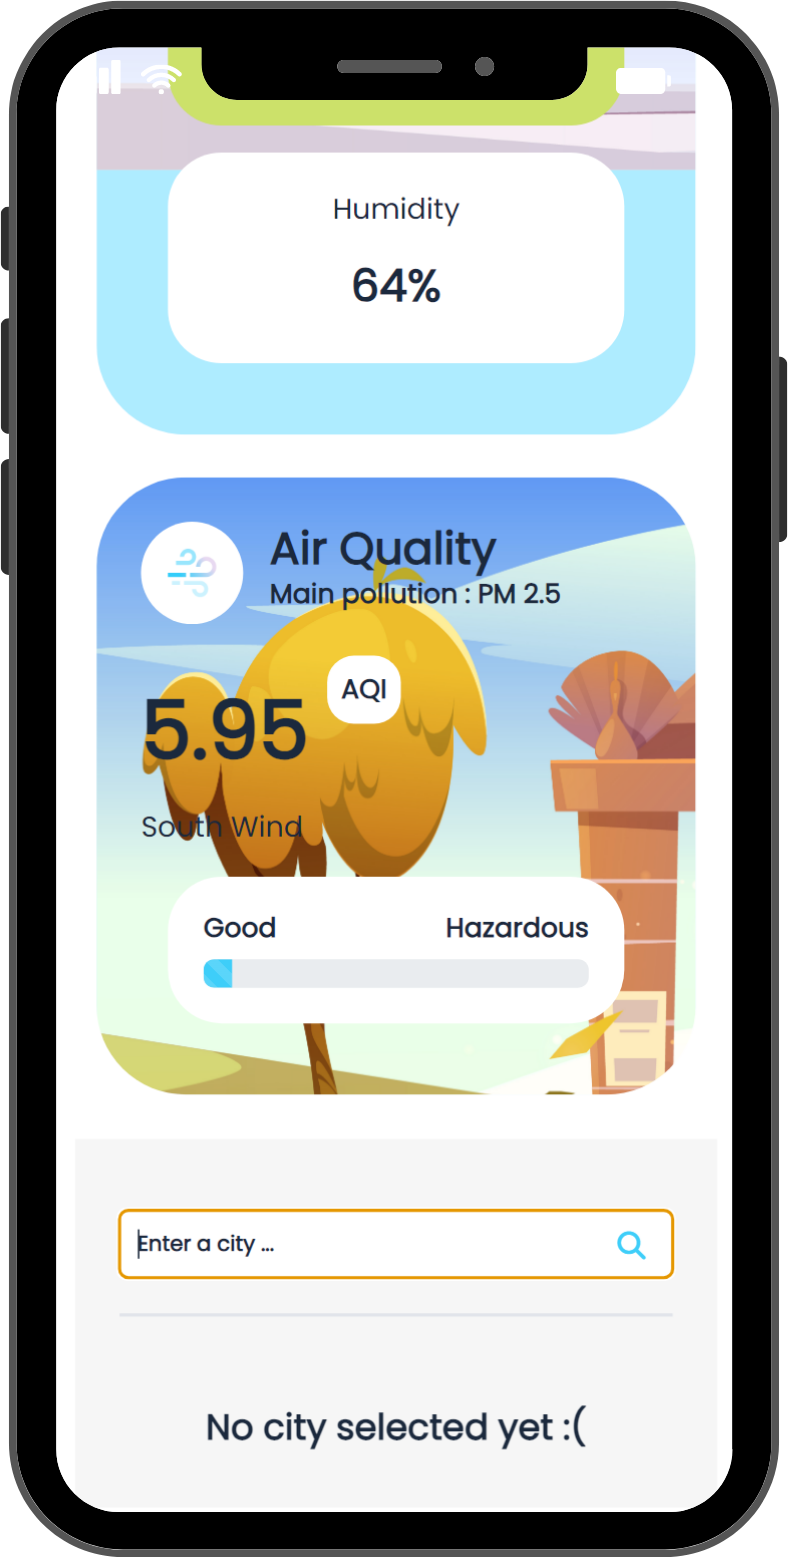 Humidity
64%
Air Quality
Main pollution : PM 2.5
AQI
5.95
South Wind
Good Hazardous
Enter a city ...
No city selected yet :(